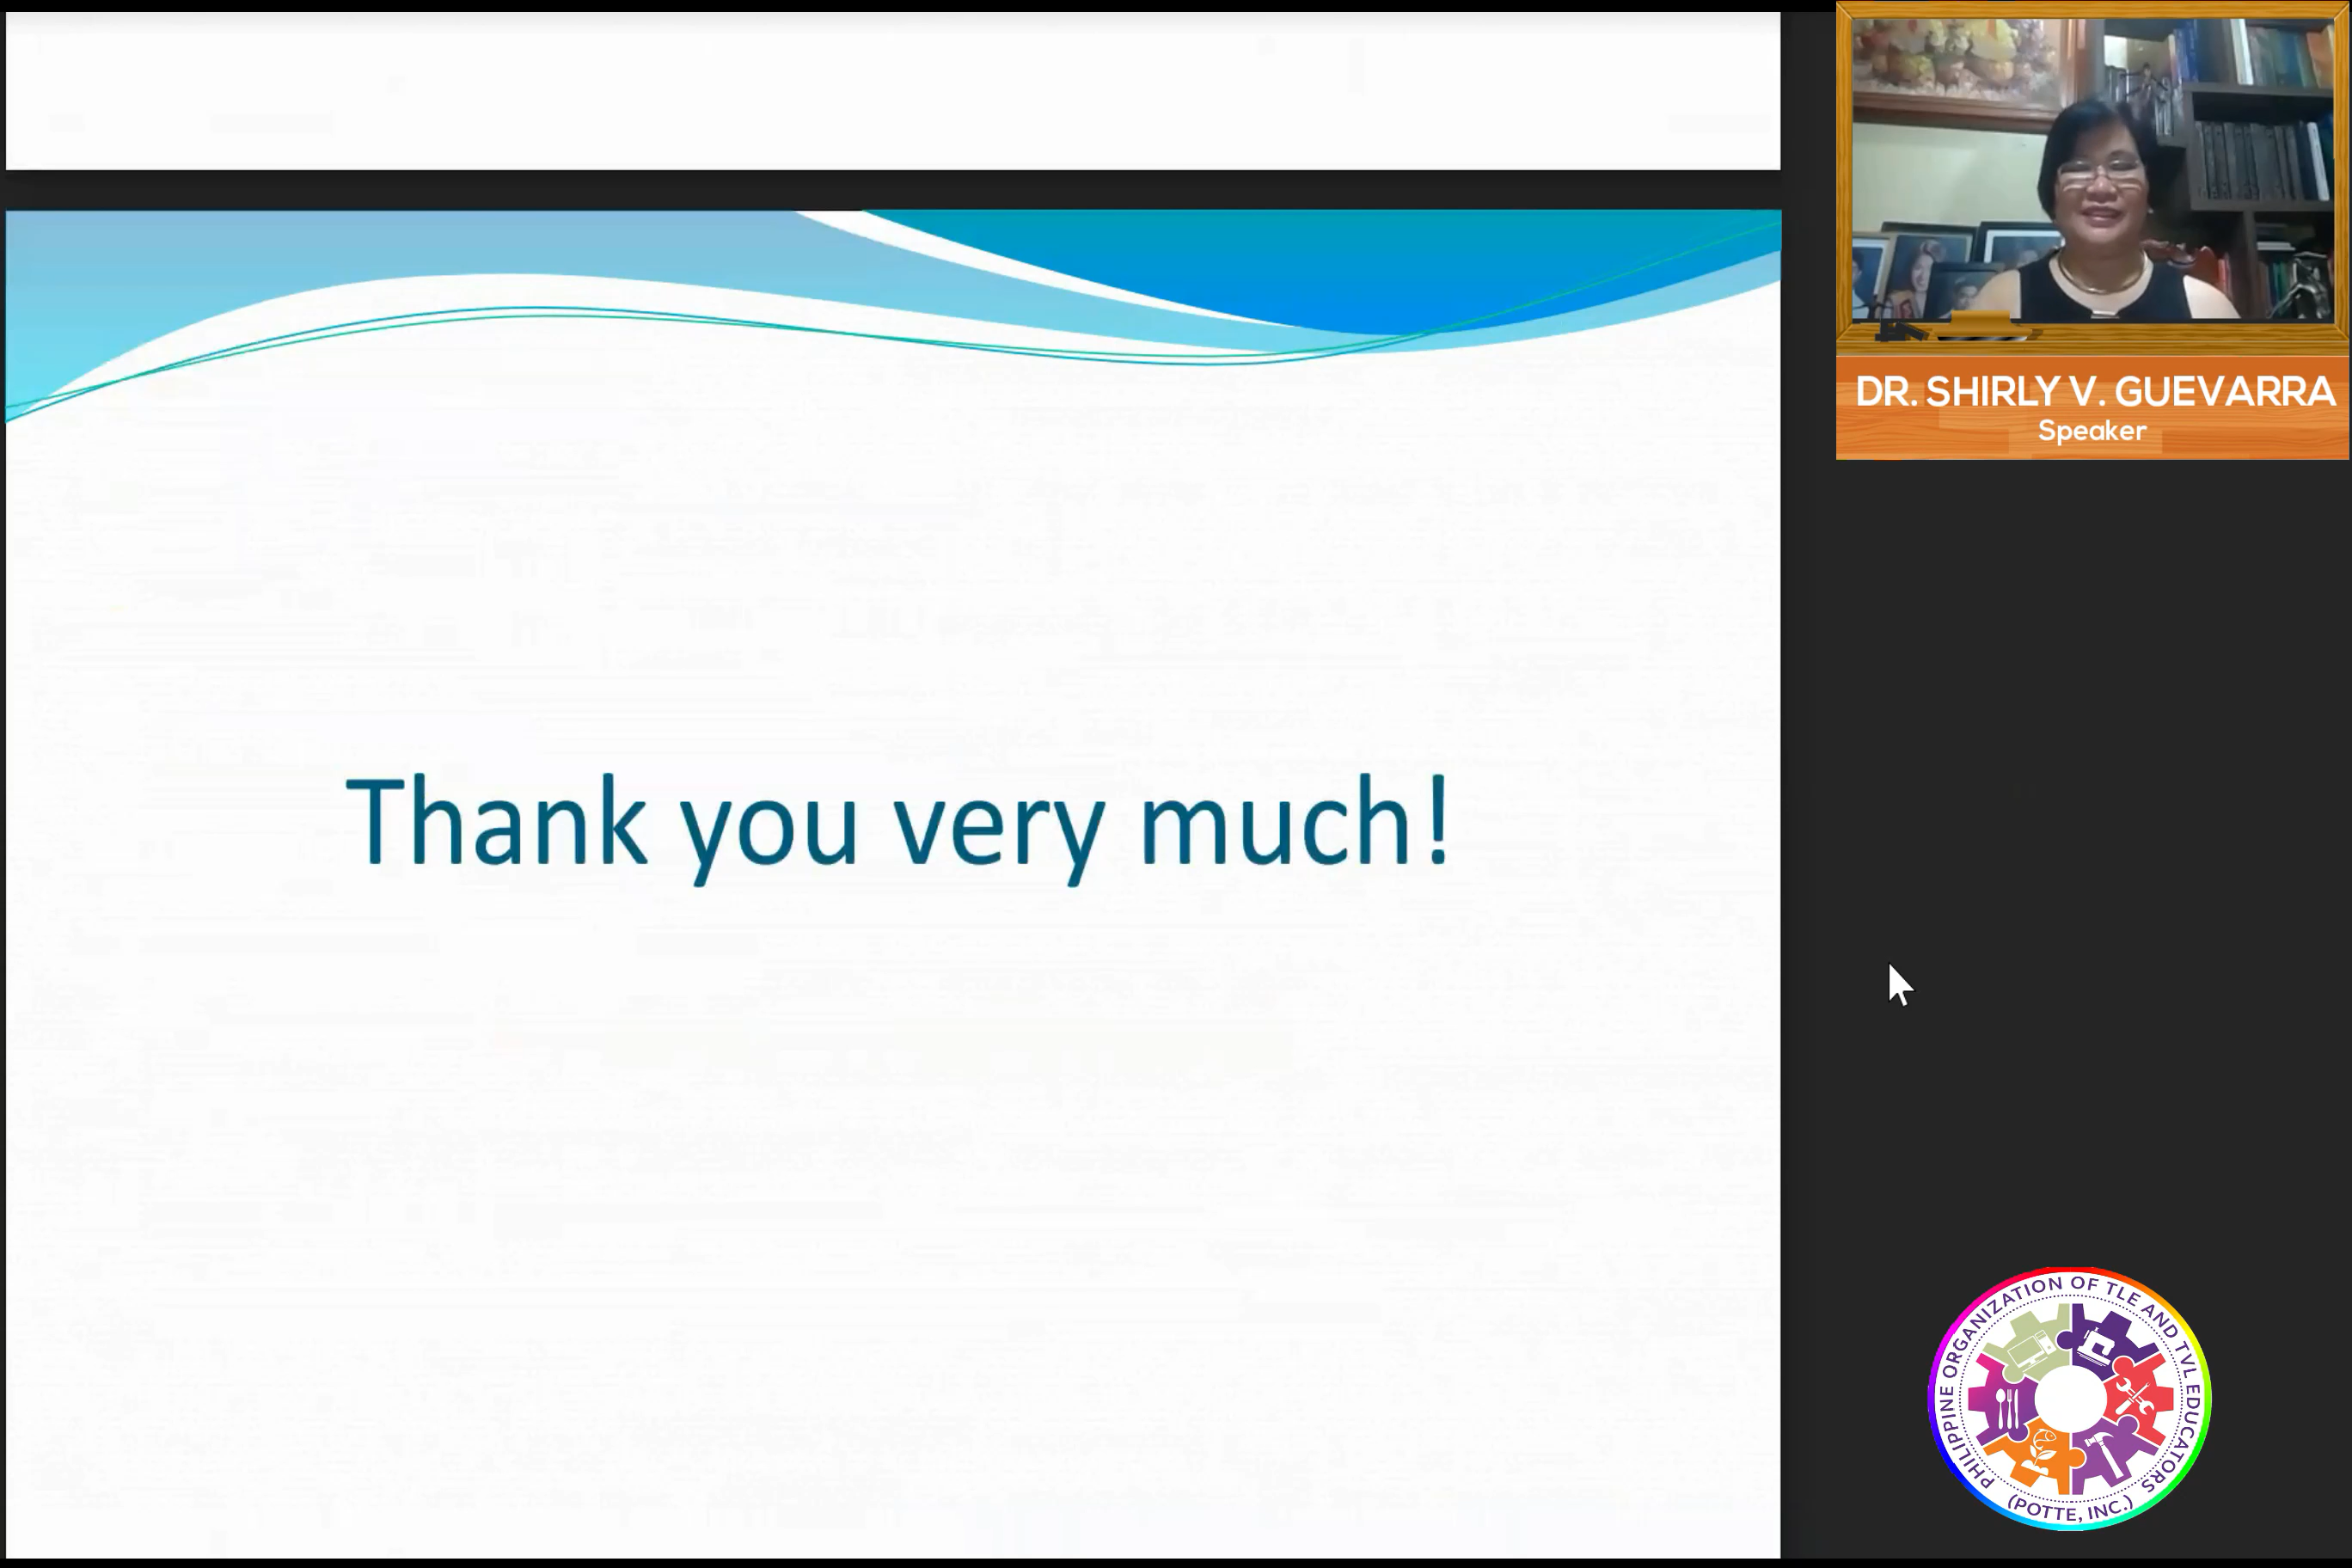 Thank you very much!
DR. SHIRLY V. GUEVARRA
Speaker
PHILIPPINE ORGANIZATION OF TLE AND TVL EDUCATORS
(POTTE, INC.)